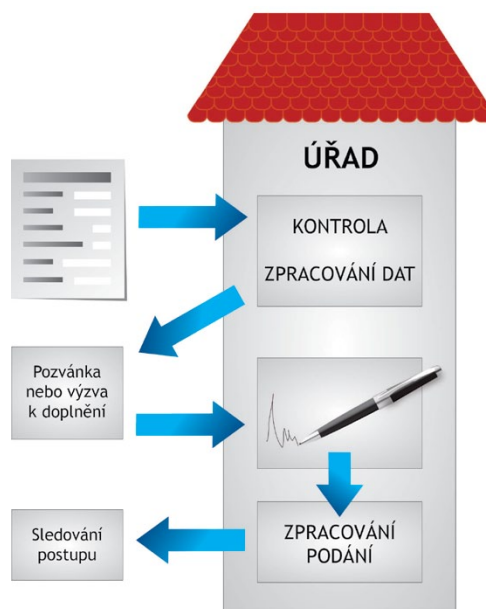 ÚŘAD
KONTROLA
ZPRACOVÁNÍ DAT
Pozvánka
nebo výzva
k doplnění
ZPRACOVÁNÍ
PODÁNÍ
Sledování
postupu